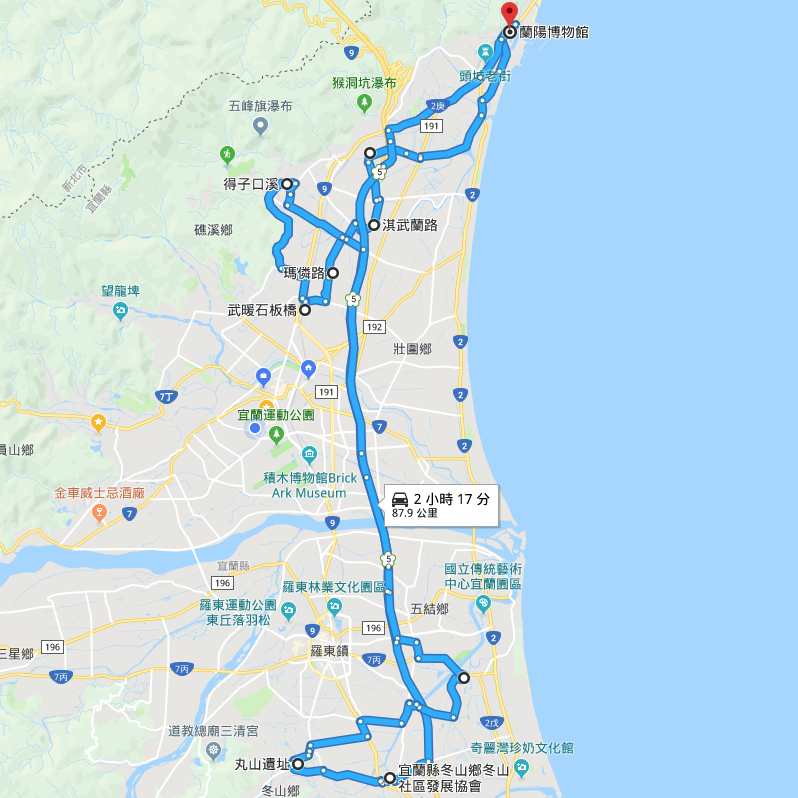 蘭陽博物館
9
頭城老街
猴洞坑瀑布
2庚
五峰旗瀑布
191
新北市
宜蘭縣
5
得子口溪
9
2
淇武蘭路
礁溪鄉
瑪僯路
望龍埤
5
武暖石板橋
192
壯圍鄉
2
191
7丁
2
宜蘭運動公園
7
員山鄉
2
積木博物館Brick
Ark Museum
2 小時 17 分
87.9 公里
金車威士忌酒廠
7
9
5
宜蘭縣
國立傳統藝術
中心宜蘭園區
196
羅東林業文化園區
羅東運動公園
東丘落羽松
五結鄉
9
196
2
196
三星鄉
羅東鎮
7丙
7丙
7丙
2戊
道教總廟三清宮
奇麗灣珍奶文化館
丸山遺址
宜蘭縣冬山鄉冬山
社區發展協會
冬山鄉